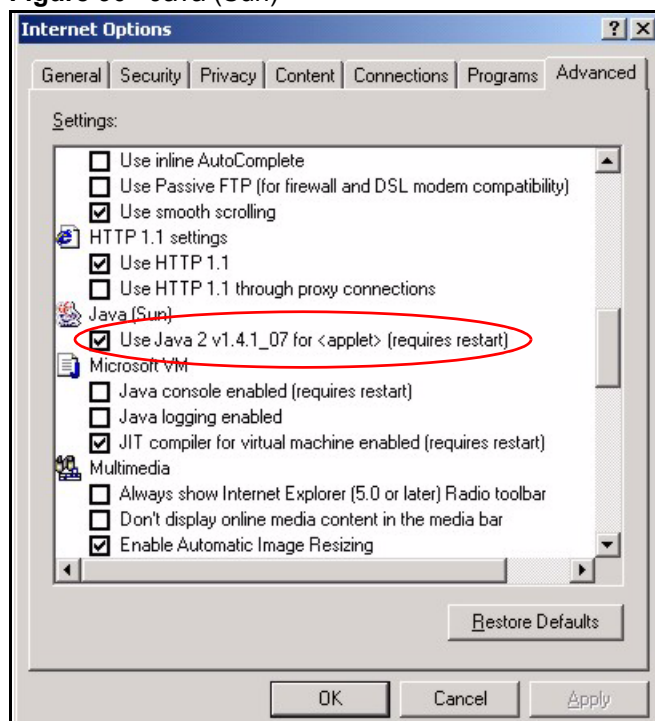 Internet Options
General Security Privacy Content Connections Programs Advanced
Settings:
Use inline AutoComplete
Use Passive FTP (for firewall and DSL modem compatibility)
Use smooth scrolling
HTTP 1.1 settings
Use HTTP 1.1
Use HTTP 1.1 through proxy connections
Java (Sun)
Use Java 2 v1.4.1_07 for <applet> (requires restart)
Microsoft VM
Java console enabled (requires restart)
Java logging enabled
JIT compiler for virtual machine enabled (requires restart)
Multimedia
Always show Internet Explorer (5.0 or later) Radio toolbar
Don't display online media content in the media bar
Enable Automatic Image Resizing
Restore Defaults
OK Cancel Apply